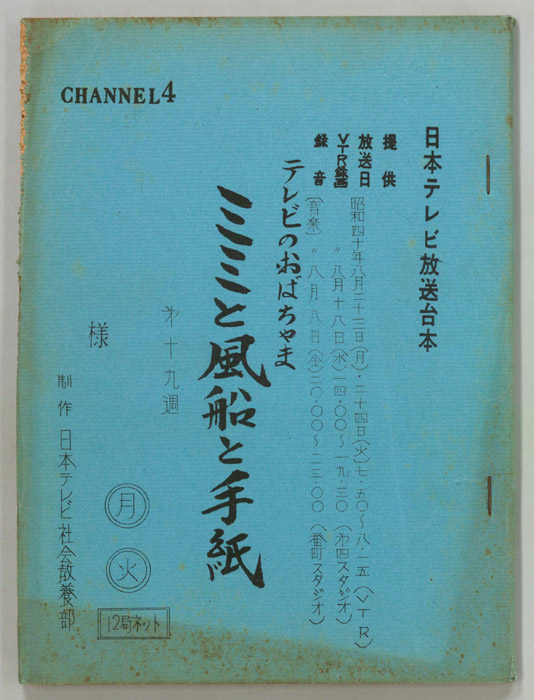 CHANNEL4
日本テレビ放送台本
提供
放送日 昭和四十年八月二十三日(月)・二十四日(火)七・五〇〜八・一五(VTR)
VTR録画 〃八月十八日(水)一四・〇〇〜一九・三〇(第四スタジオ)
録音 (音楽)〃八月八日(金)二〇・〇〇〜二三・〇〇(番町スタジオ)
テレビのおばちゃま
ミミと風船と手紙
第十九週
様
月
火
12局ネット
制作 日本テレビ社会教養部